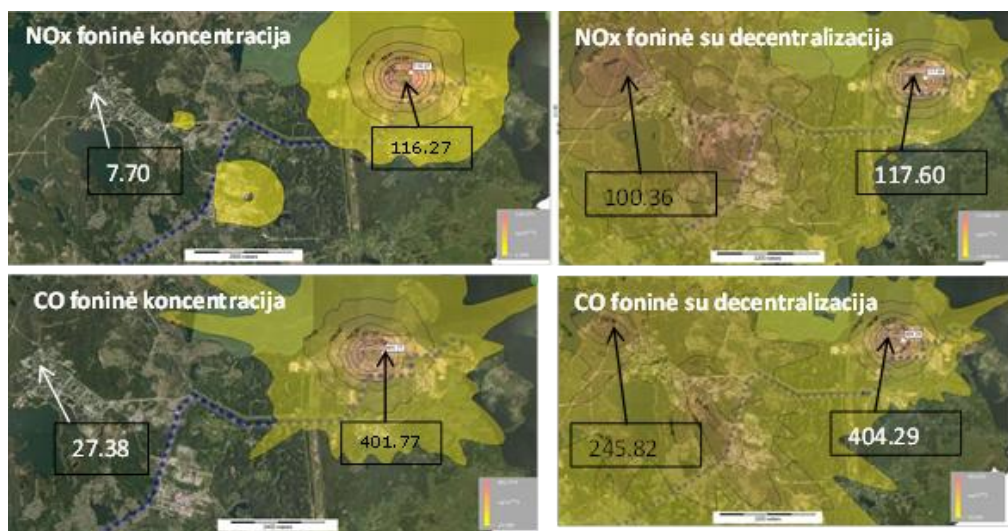 NOx foninė koncentracija
7.70
116.27
NOx foninė su decentralizacija
100.36
117.60
CO foninė koncentracija
27.38
401.77
CO foninė su decentralizacija
245.82
404.29